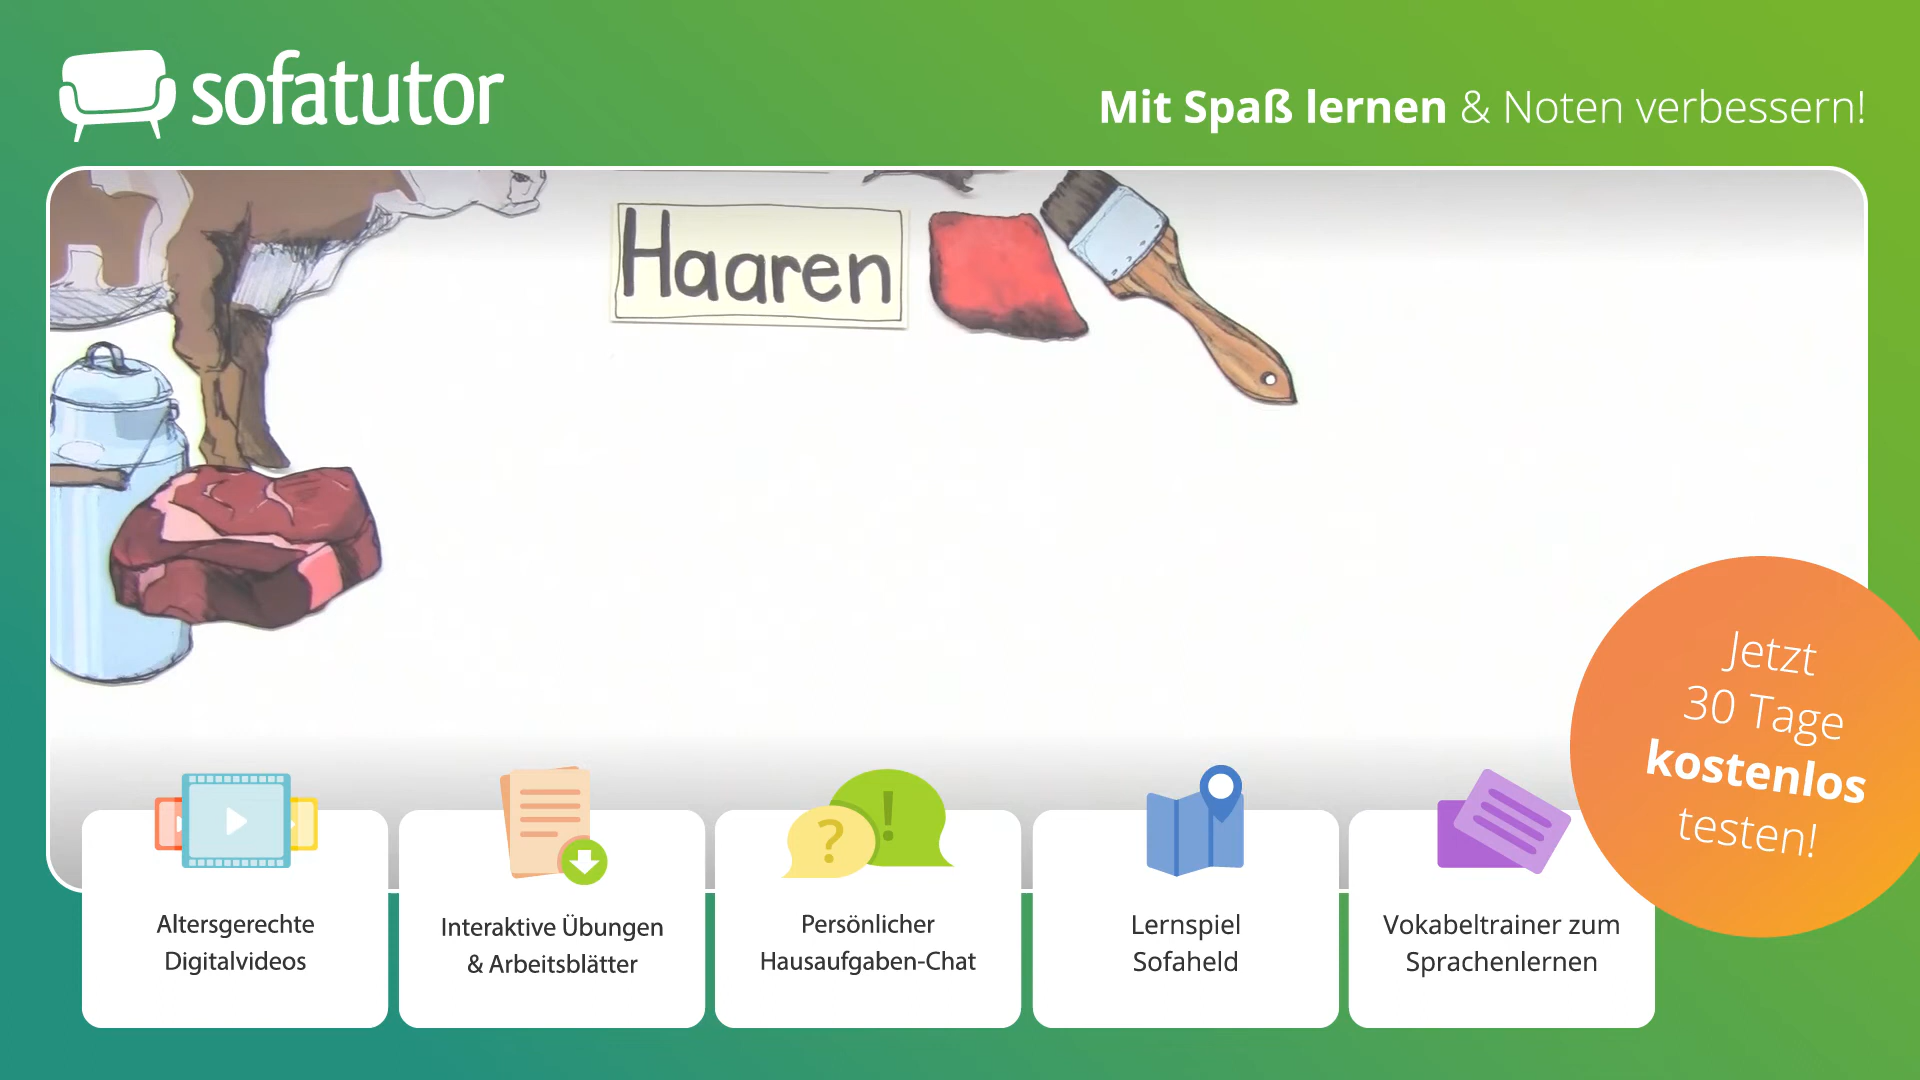 sofatutor
Mit Spaß lernen & Noten verbessern!
Haaren
Jetzt
30 Tage
kostenlos
testen!
? !
Altersgerechte
Digitalvideos
Interaktive Übungen
& Arbeitsblätter
Persönlicher
Hausaufgaben-Chat
Lernspiel
Sofaheld
Vokabeltrainer zum
Sprachenlernen